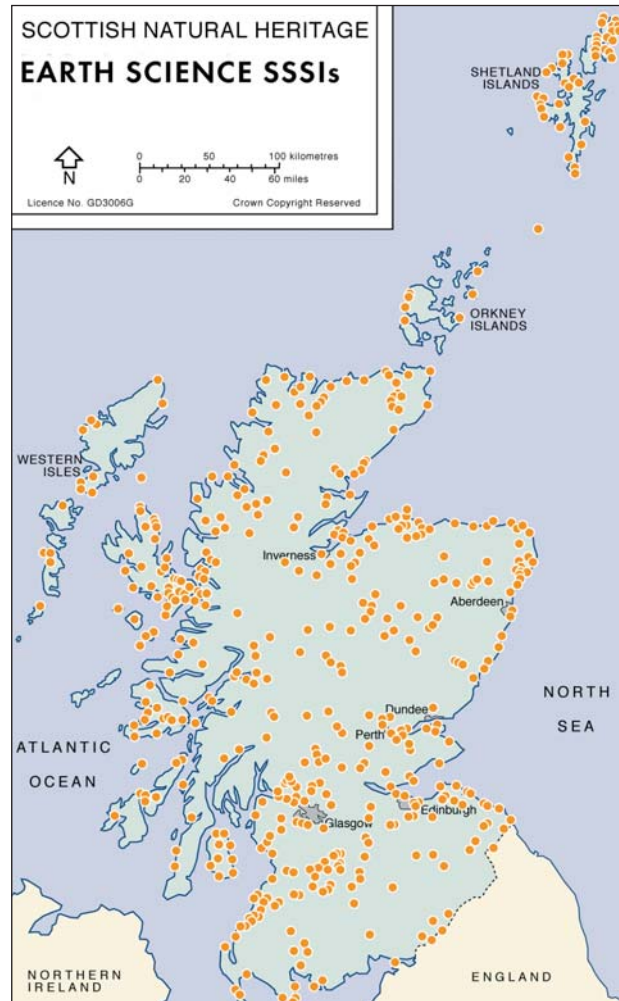 SCOTTISH NATURAL HERITAGE
EARTH SCIENCE SSSIs
N
0 50 100 kilometres
0 20 40 60 miles
Licence No. GD3006G Crown Copyright Reserved
SHETLAND
ISLANDS
ORKNEY
ISLANDS
WESTERN
ISLES
Inverness
Aberdeen
Dundee
Perth
NORTH
SEA
ATLANTIC
OCEAN
Edinburgh
Glasgow
NORTHERN
IRELAND
ENGLAND